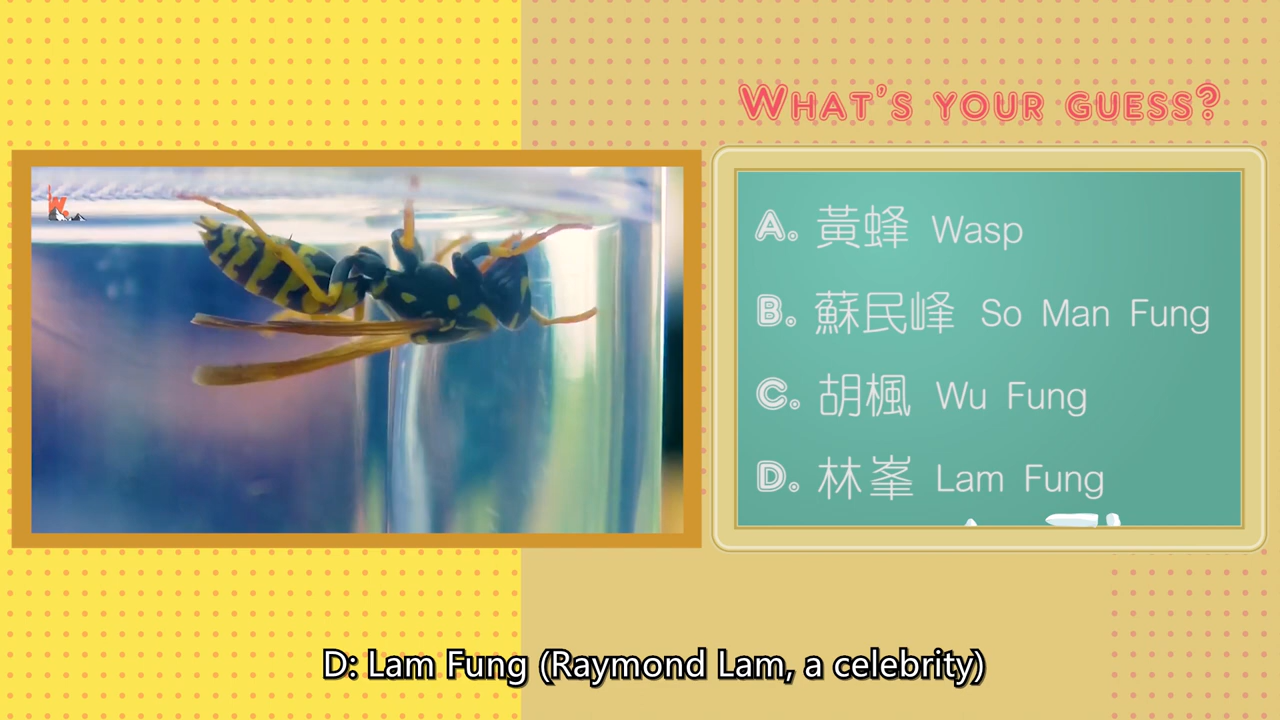 WHAT'S YOUR GUESS?
W.
A. 黃蜂 Wasp
B. 蘇民峰 So Man Fung
C. 胡楓 Wu Fung
D. 林峯 Lam Fung
D: Lam Fung (Raymond Lam, a celebrity)